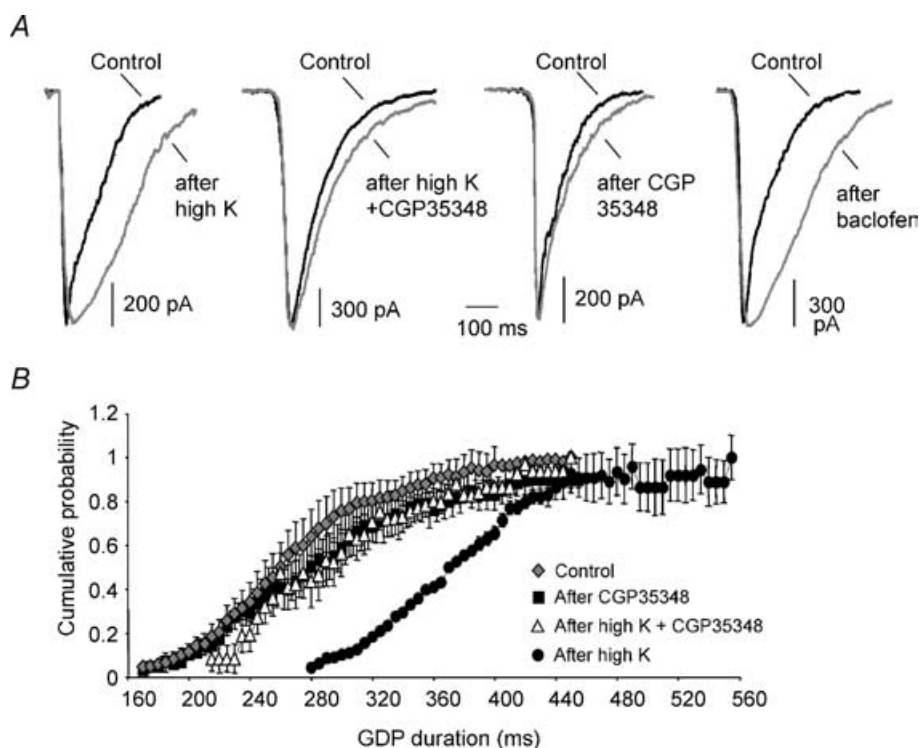 A
Control
Control
Control
Control
after
high K
after high K
+CGP35348
after CGP
35348
after
baclofen
200 pA
300 pA
100 ms
200 pA
300
pA
B
Cumulative probability
1.2
1
0.8
0.6
0.4
0.2
0
Control
After CGP35348
After high K + CGP35348
After high K
160 200 240 280 320 360 400 440 480 520 560
GDP duration (ms)